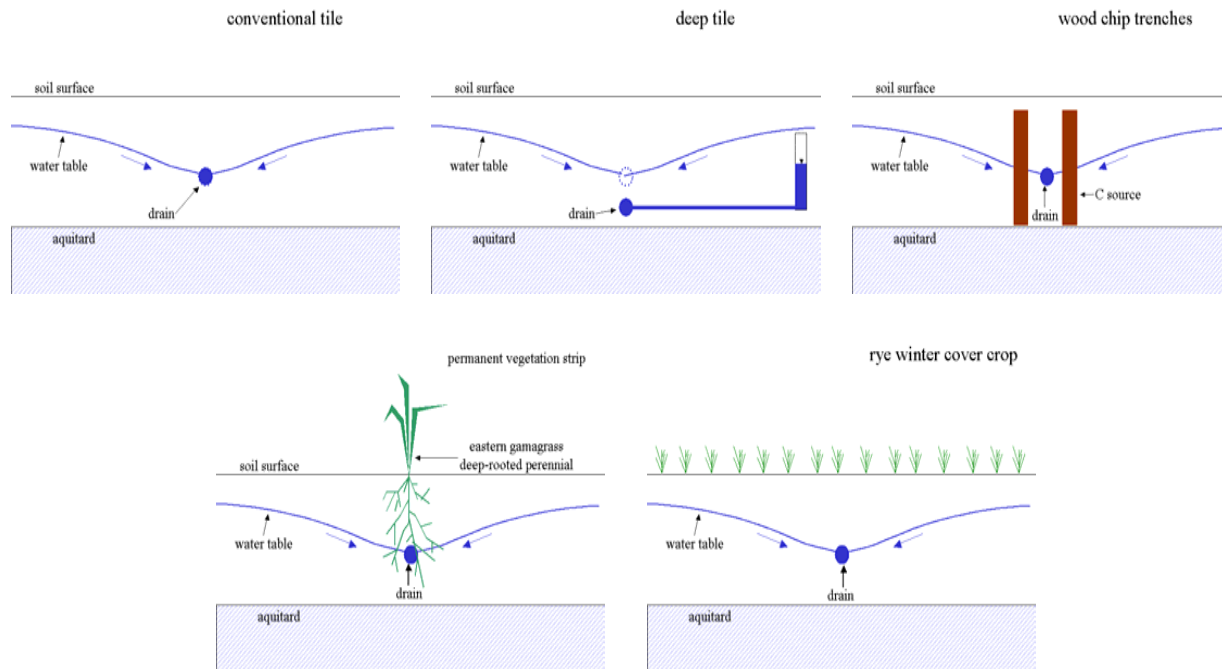 conventional tile
soil surface
water table
drain
aquitard
deep tile
soil surface
water table
drain
aquitard
wood chip trenches
soil surface
water table
C source
drain
aquitard
permanent vegetation strip
eastern gamagrass
deep-rooted perennial
soil surface
water table
drain
aquitard
rye winter cover crop
soil surface
water table
drain
aquitard